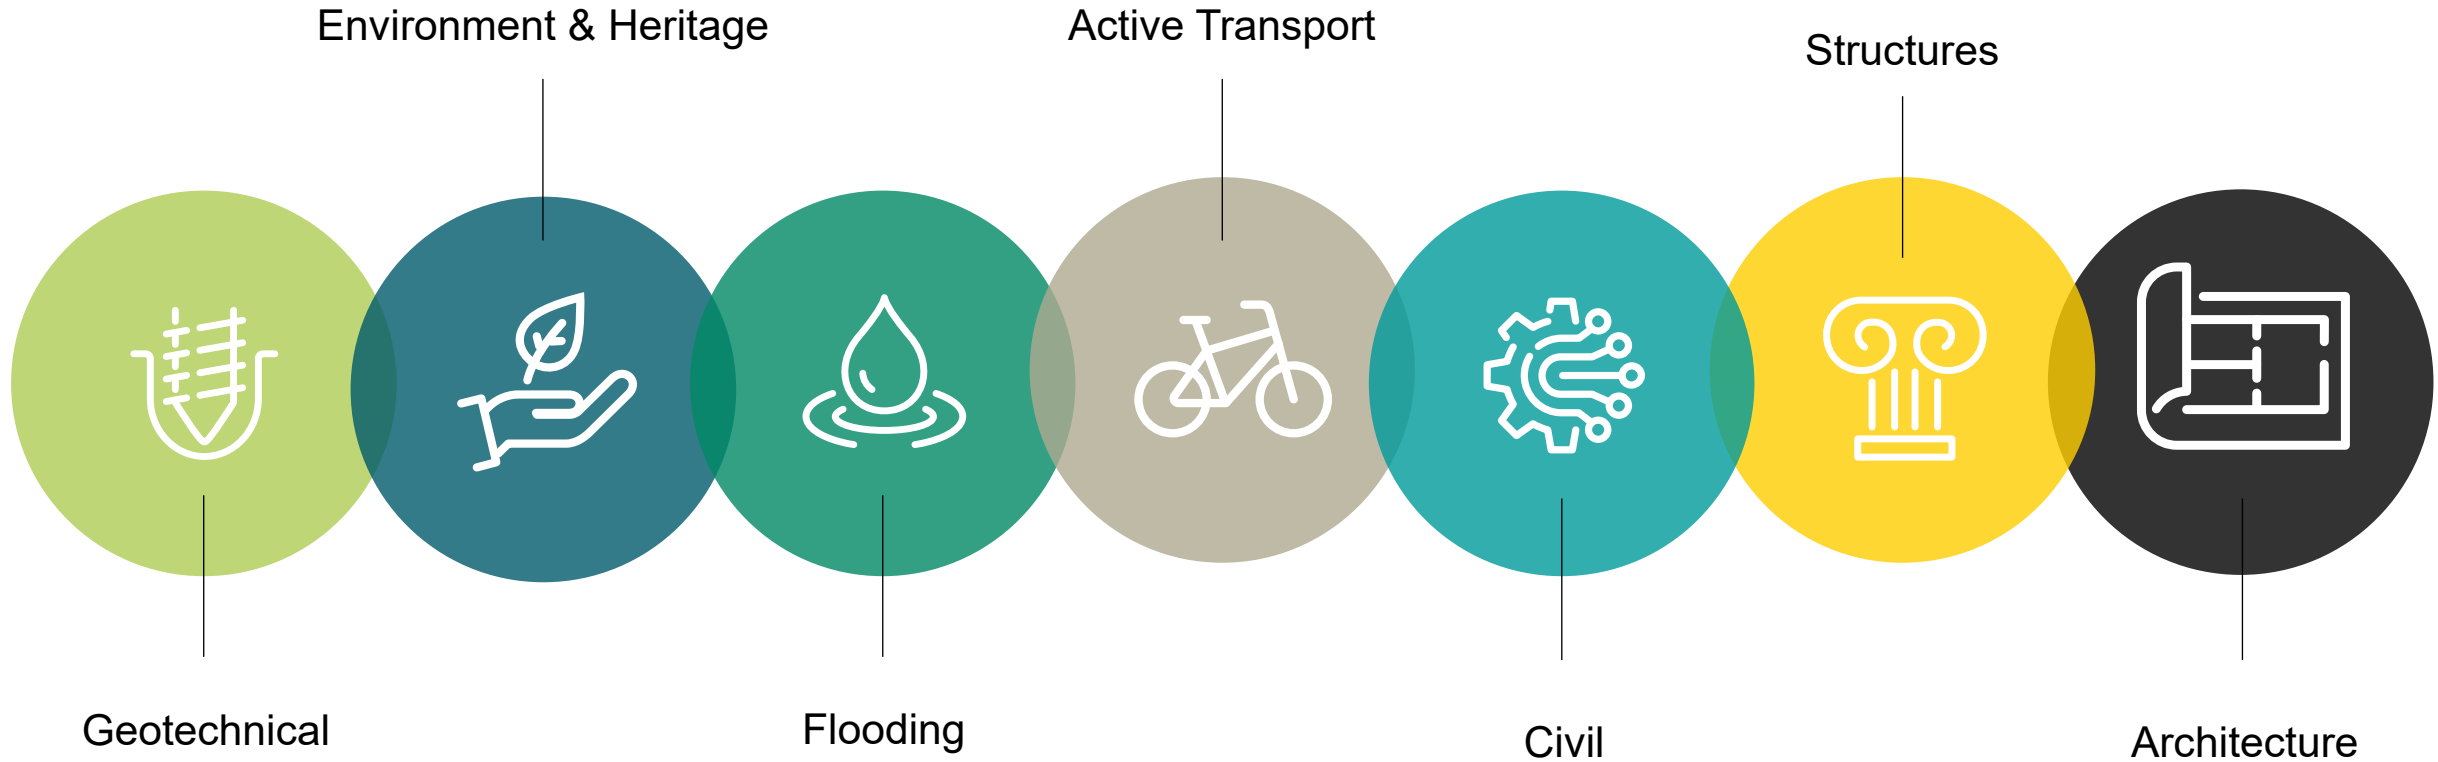 Environment & Heritage
Active Transport
Structures
Geotechnical
Flooding
Civil
Architecture